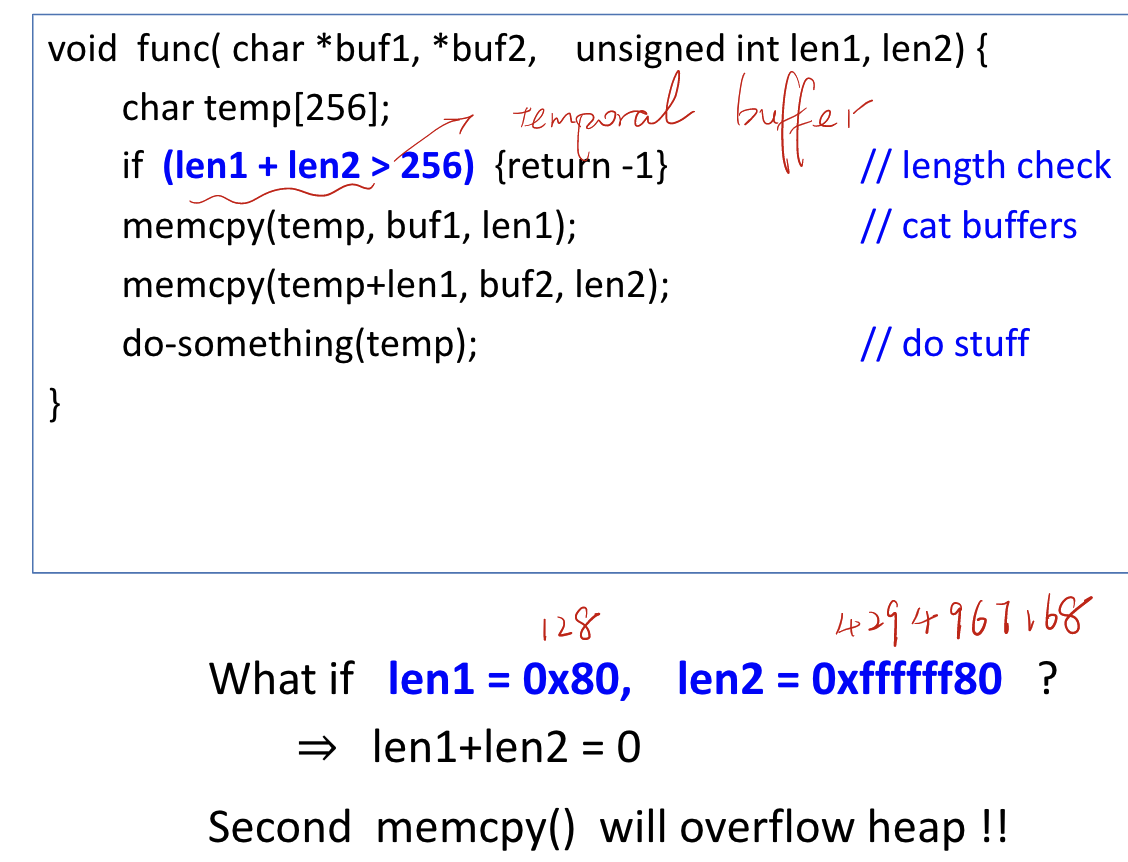 void func( char *buf1, *buf2, unsigned int len1, len2) {
char temp[256];
temporal buffer
if (len1 + len2 > 256) {return -1} // length check
memcpy(temp, buf1, len1); // cat buffers
memcpy(temp+len1, buf2, len2);
do-something(temp); // do stuff
}
128 4294967168
What if len1 = 0x80, len2 = 0xffffff80 ?
⇒ len1+len2 = 0
Second memcpy() will overflow heap !!